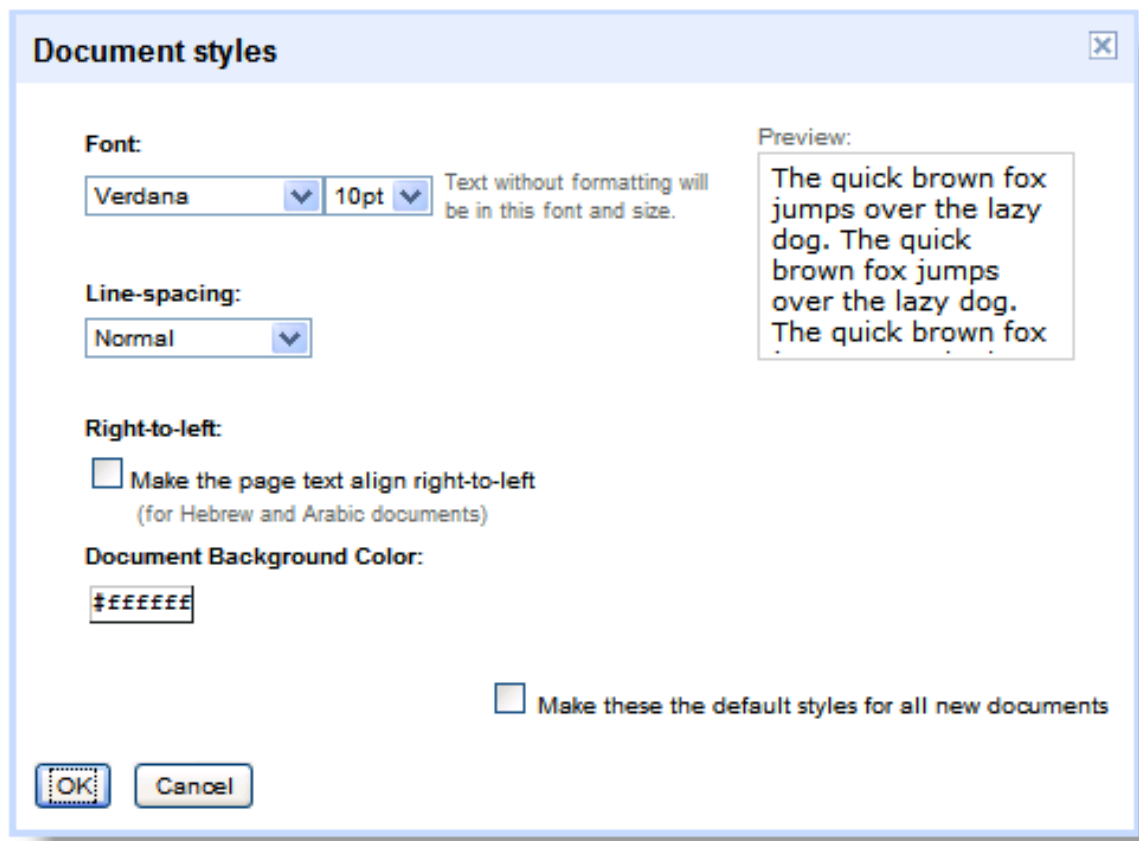 Document styles
Font:
Verdana
10pt
Text without formatting will
be in this font and size.
Preview:
The quick brown fox
jumps over the lazy
dog. The quick
brown fox jumps
over the lazy dog.
The quick brown fox
Line-spacing:
Normal
Right-to-left:
Make the page text align right-to-left
(for Hebrew and Arabic documents)
Document Background Color:
#ffffff
Make these the default styles for all new documents
OK
Cancel